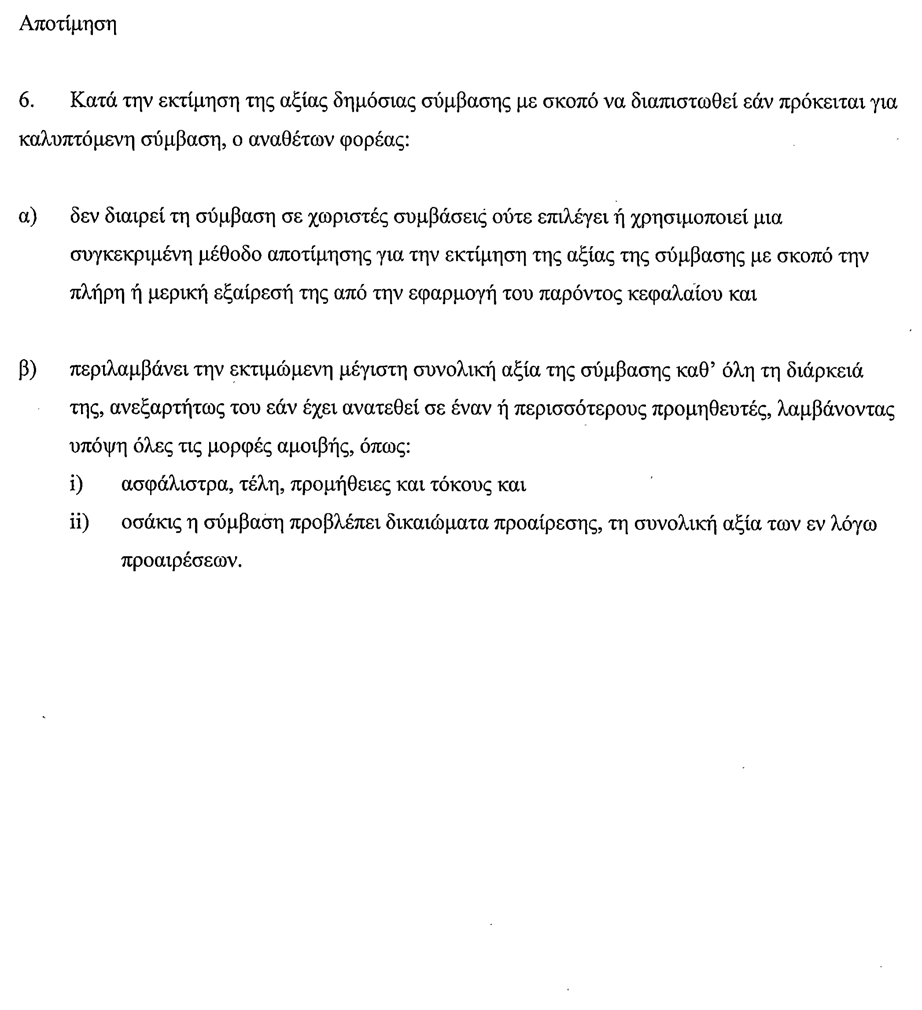 Αποτίμηση
6. Κατά την εκτίμηση της αξίας δημόσιας σύμβασης με σκοπό να διαπιστωθεί εάν πρόκειται για
καλυπτόμενη σύμβαση, ο αναθέτων φορέας:
α) δεν διαιρεί τη σύμβαση σε χωριστές συμβάσεις ούτε επιλέγει ή χρησιμοποιεί μια
συγκεκριμένη μέθοδο αποτίμησης για την εκτίμηση της αξίας της σύμβασης με σκοπό την
πλήρη ή μερική εξαίρεσή της από την εφαρμογή του παρόντος κεφαλαίου και
β) περιλαμβάνει την εκτιμώμενη μέγιστη συνολική αξία της σύμβασης καθ’ όλη τη διάρκειά
της, ανεξαρτήτως του εάν έχει ανατεθεί σε έναν ή περισσότερους προμηθευτές, λαμβάνοντας
υπόψη όλες τις μορφές αμοιβής, όπως:
i) ασφάλιστρα, τέλη, προμήθειες και τόκους και
ii) οσάκις η σύμβαση προβλέπει δικαιώματα προαίρεσης, τη συνολική αξία των εν λόγω
προαιρέσεων.